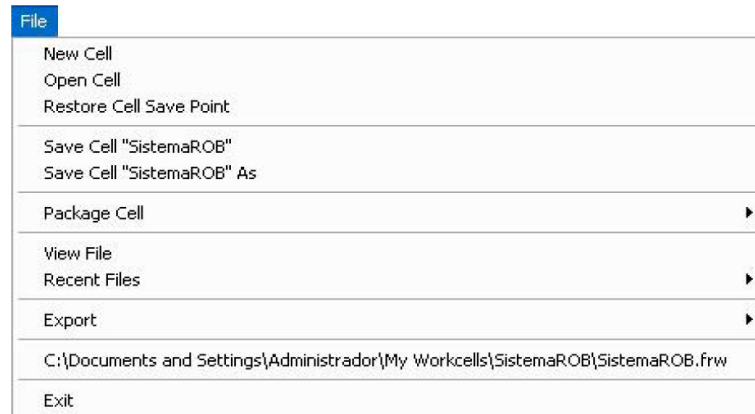 File
New Cell
Open Cell
Restore Cell Save Point
Save Cell "SistemaROB"
Save Cell "SistemaROB" As
Package Cell
View File
Recent Files
Export
C:\Documents and Settings\Administrador\My Workcells\SistemaROB\SistemaROB.frw
Exit